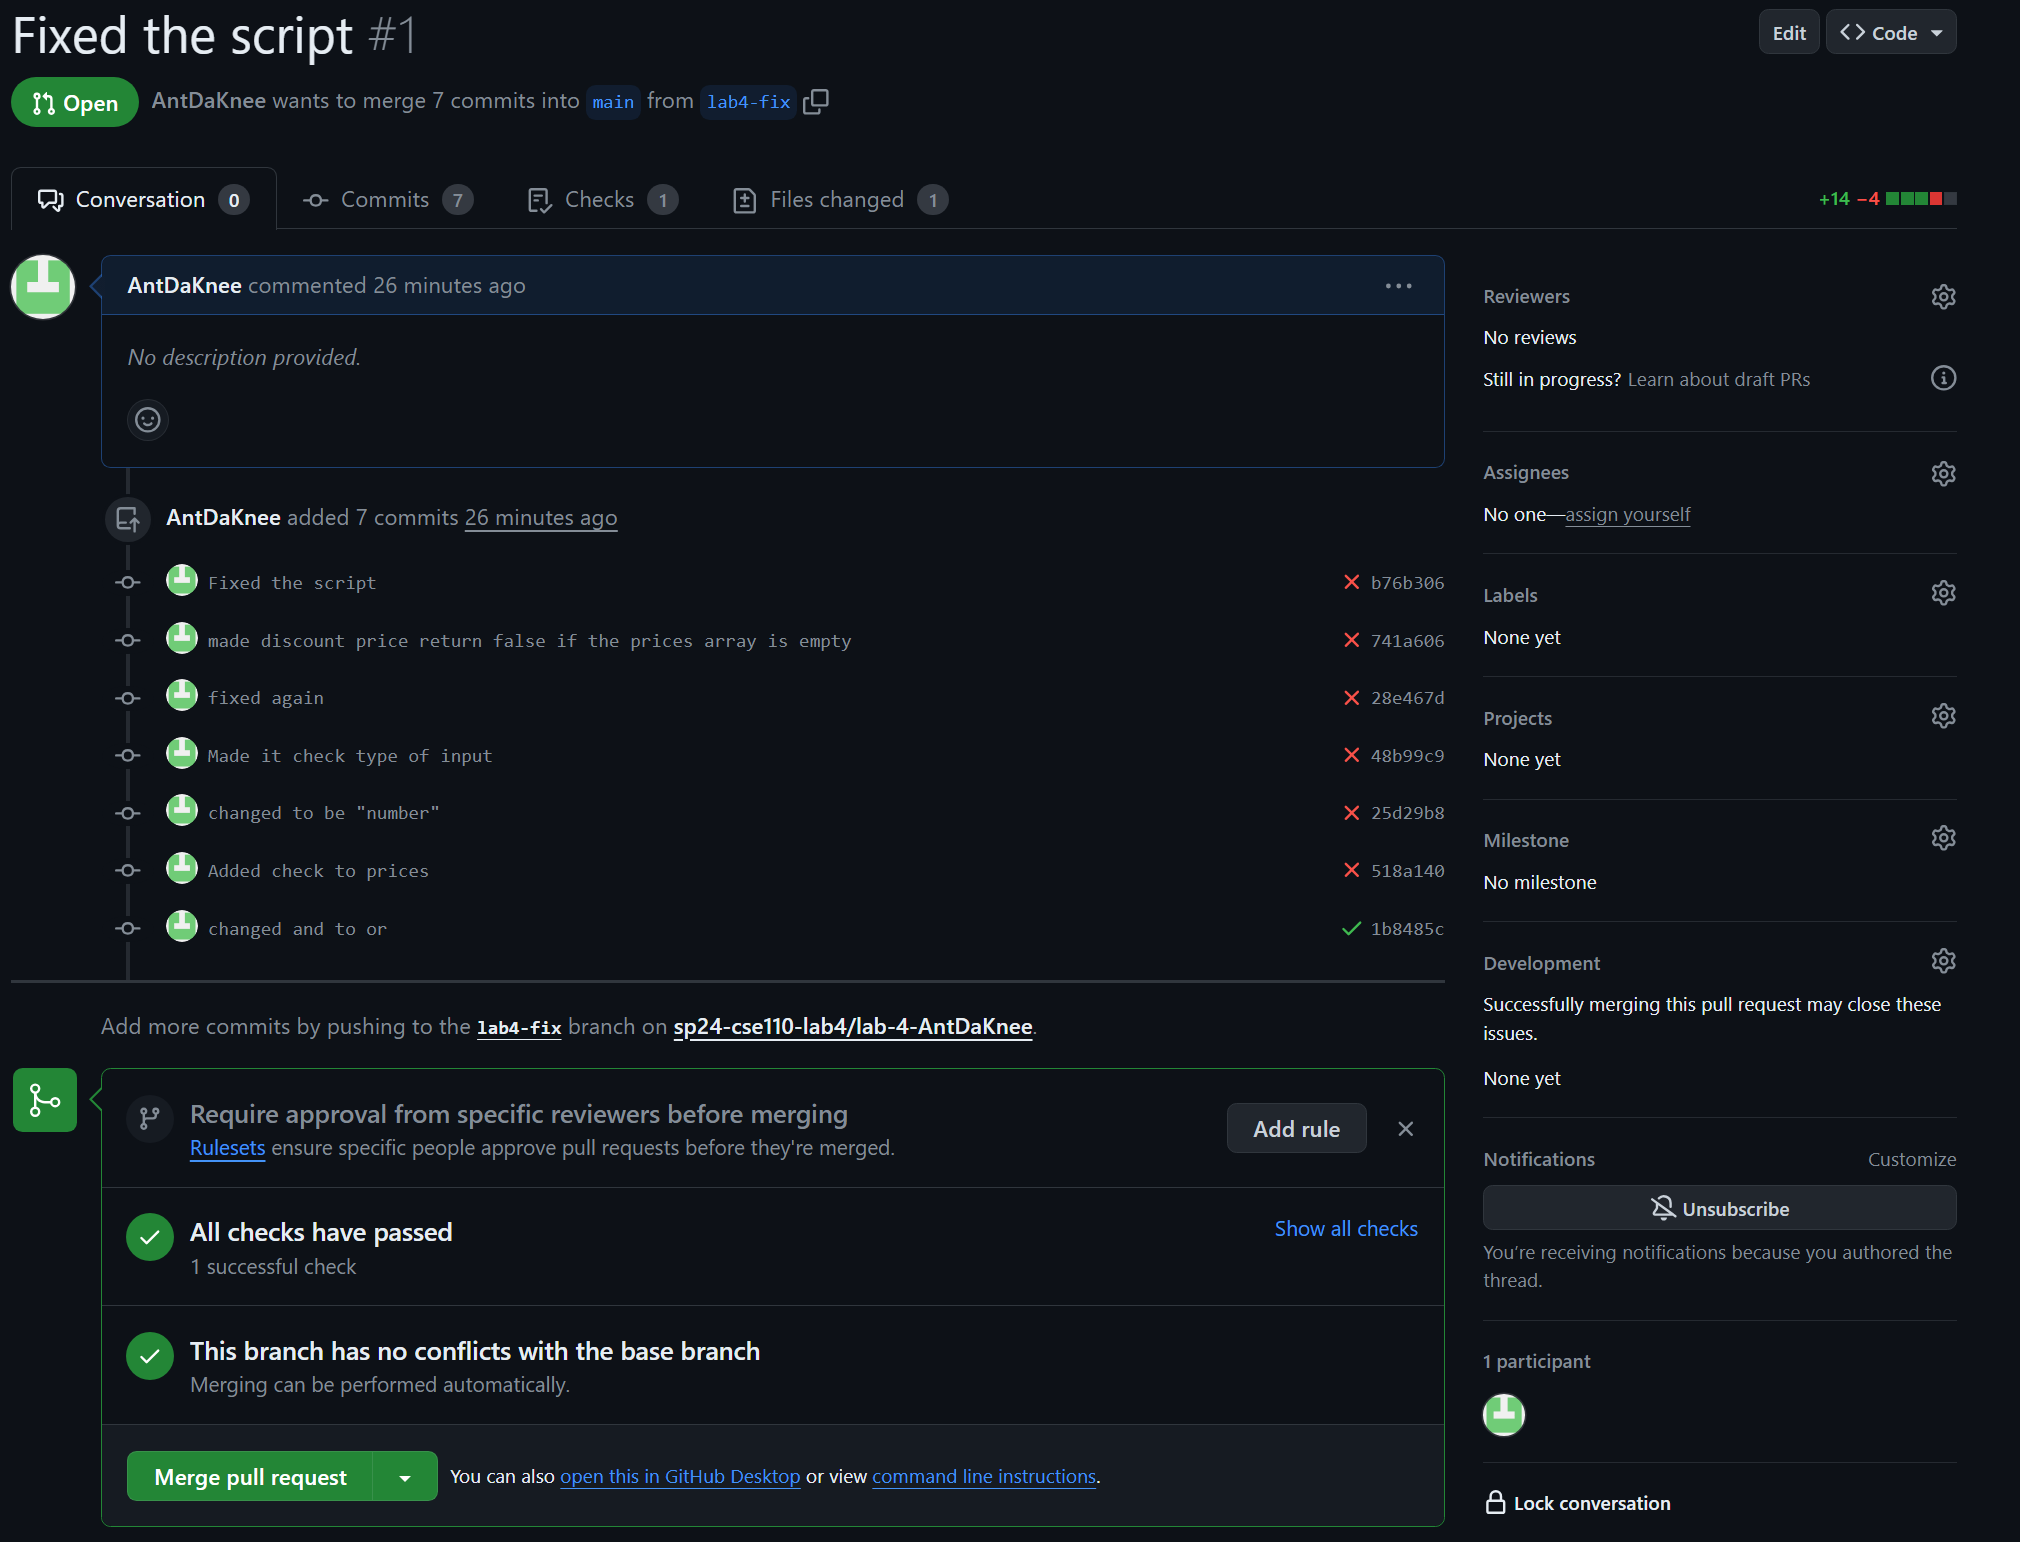 Fixed the script #1
Edit
Code
Open
AntDaKnee wants to merge 7 commits into main from lab4-fix
Conversation 0
Commits 7
Checks 1
Files changed 1
+14 −4
AntDaKnee commented 26 minutes ago
No description provided.
AntDaKnee added 7 commits 26 minutes ago
Fixed the script b76b306
made discount price return false if the prices array is empty 741a606
fixed again 28e467d
Made it check type of input 48b99c9
changed to be "number" 25d29b8
Added check to prices 518a140
changed and to or 1b8485c
Add more commits by pushing to the lab4-fix branch on sp24-cse110-lab4/lab-4-AntDaKnee.
Require approval from specific reviewers before merging
Rulesets ensure specific people approve pull requests before they're merged.
Add rule
All checks have passed
1 successful check
Show all checks
This branch has no conflicts with the base branch
Merging can be performed automatically.
Merge pull request
You can also open this in GitHub Desktop or view command line instructions.
Reviewers
No reviews
Still in progress? Learn about draft PRs
Assignees
No one—assign yourself
Labels
None yet
Projects
None yet
Milestone
No milestone
Development
Successfully merging this pull request may close these
issues.
None yet
Notifications
Customize
Unsubscribe
You’re receiving notifications because you authored the
thread.
1 participant
Lock conversation